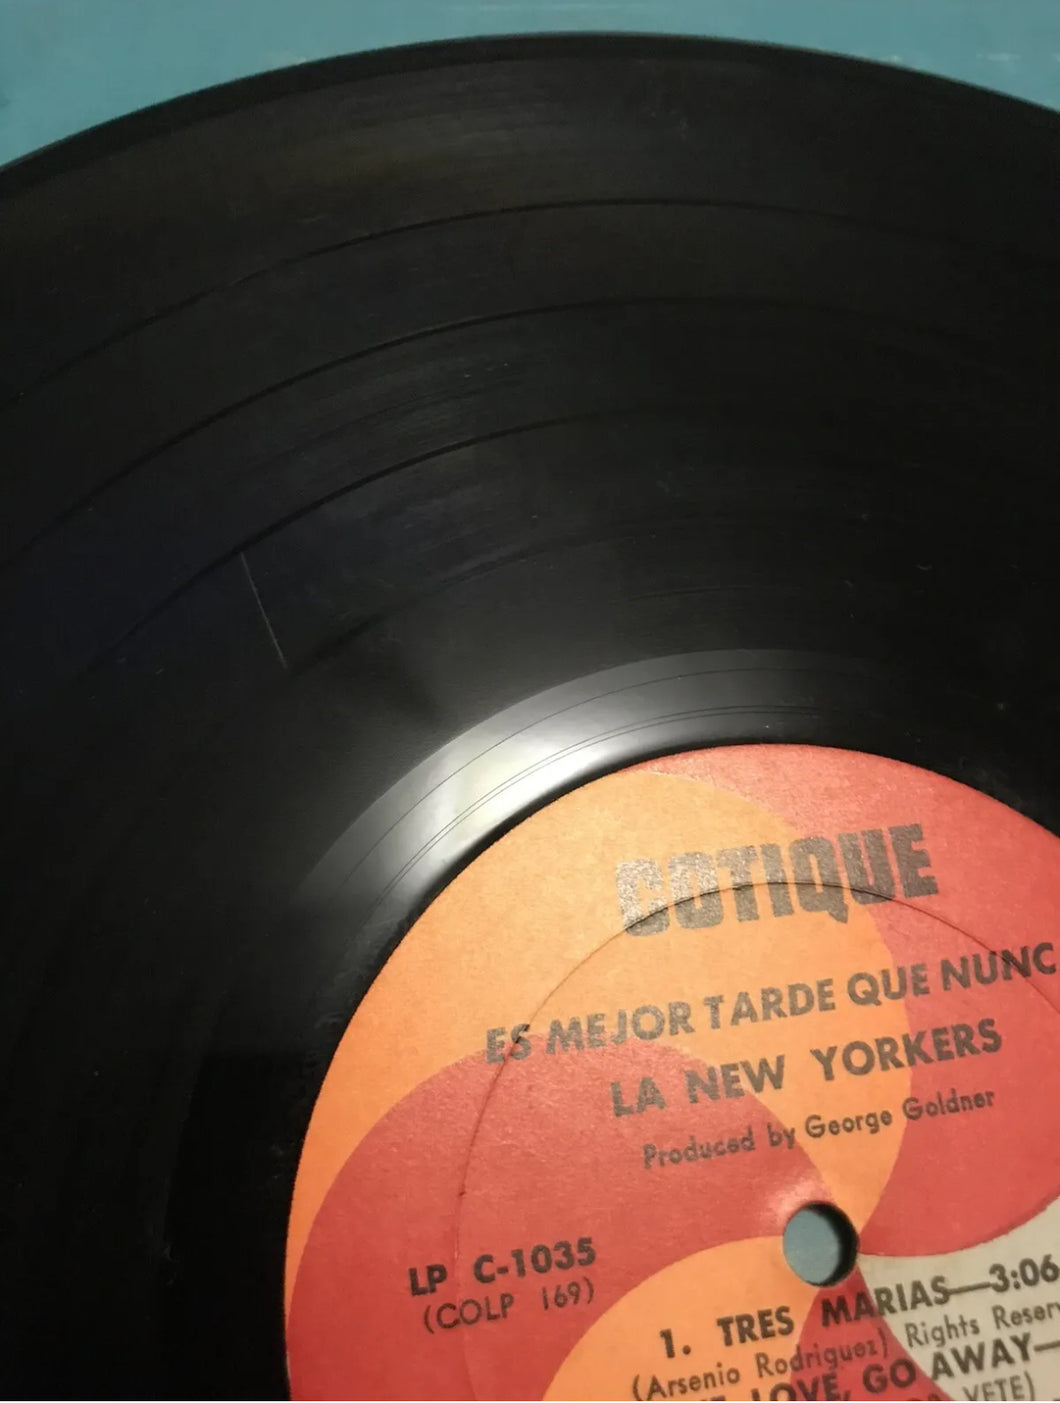 COTIQUE
ES MEJOR TARDE QUE NUNC
LA NEW YORKERS
Produced by George Goldner
LP C-1035
(COLP 169)
1. TRES MARIAS—3:06
(Arsenio Rodriguez) Rights Reser
LOVE, GO AWAY—
VETE)